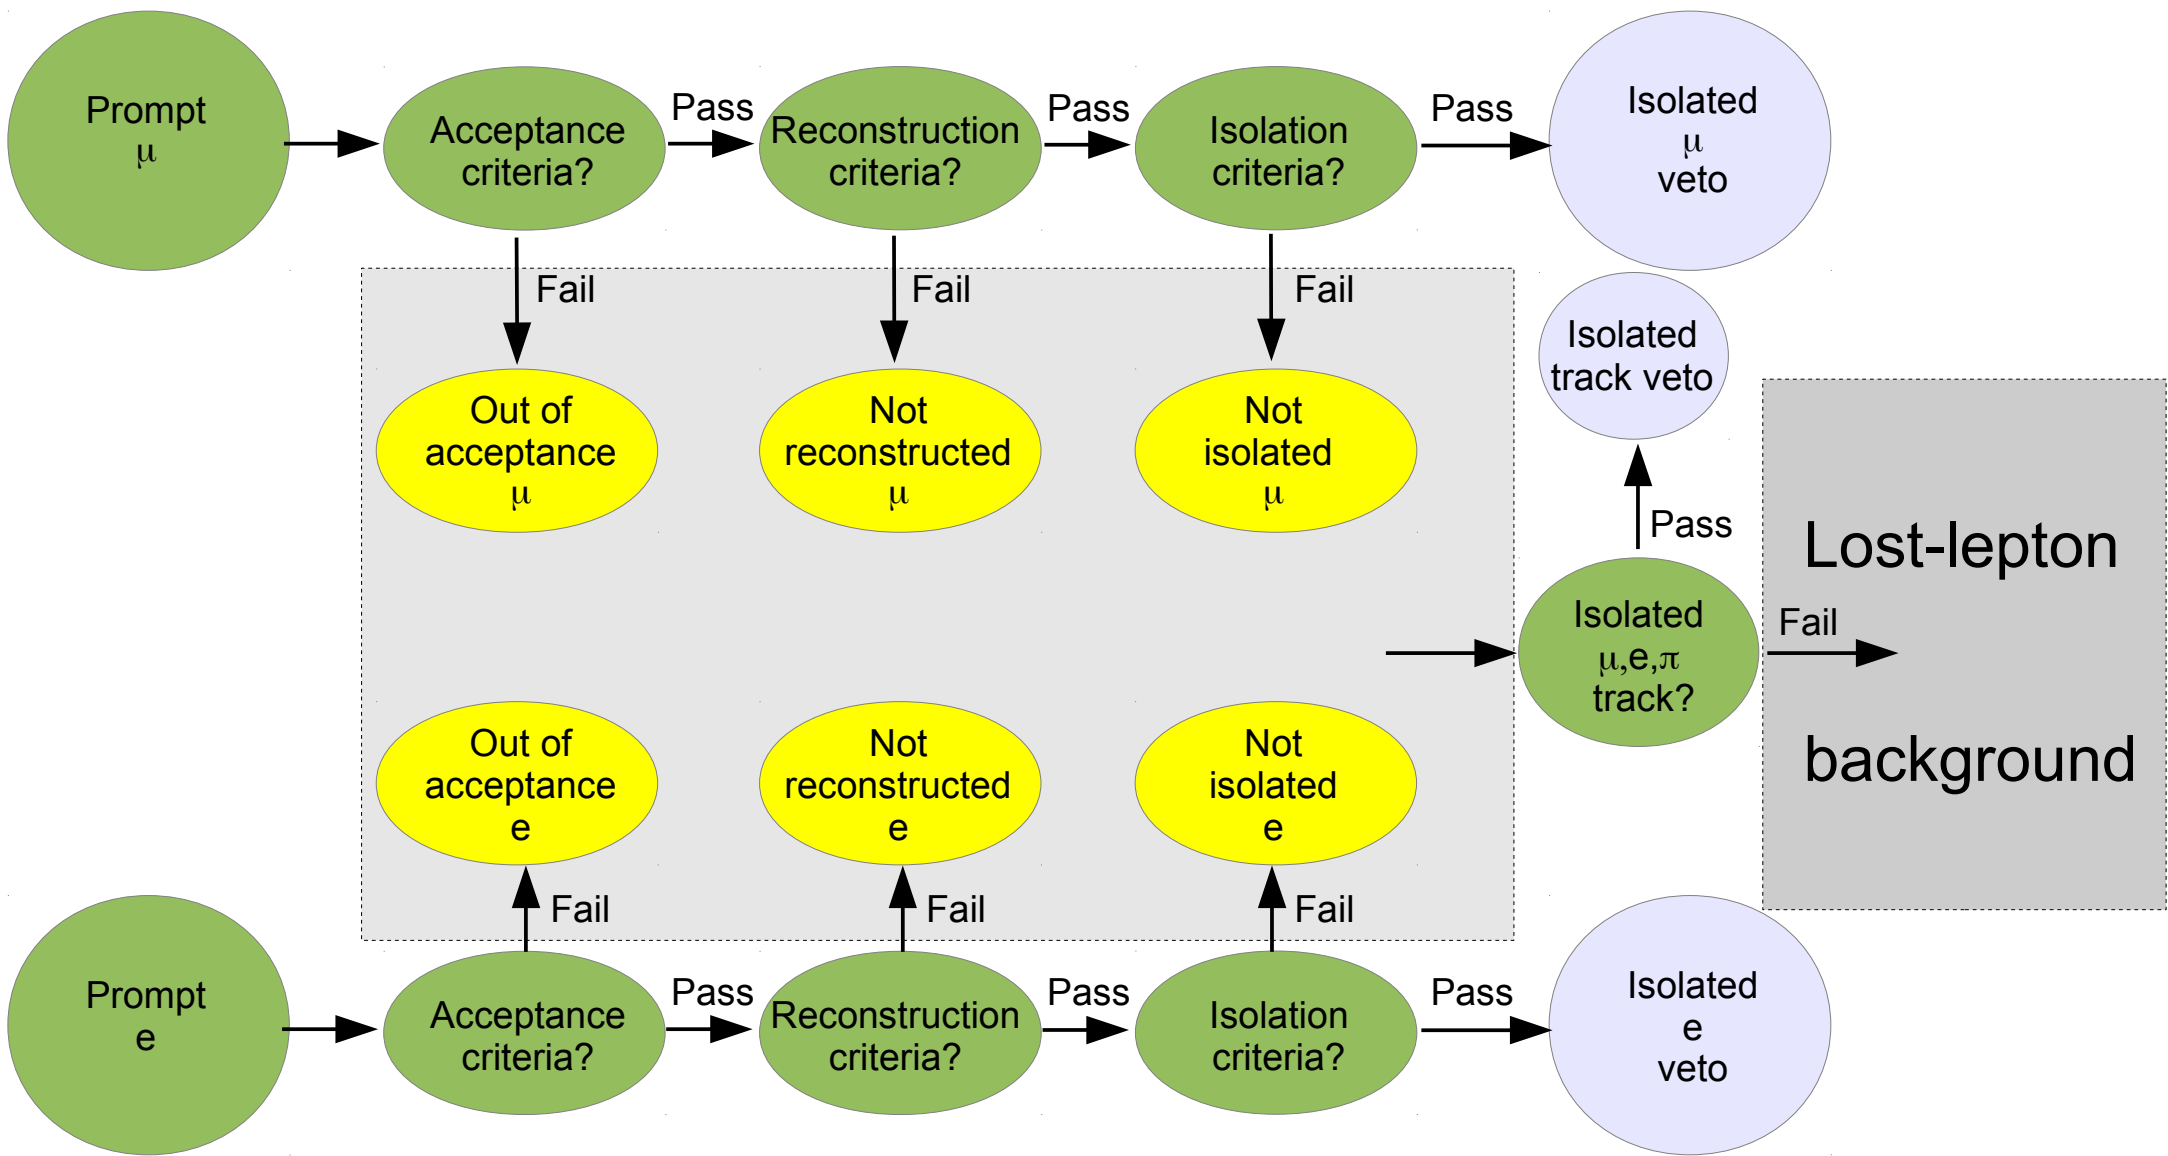 Prompt
μ
Acceptance
criteria?
Pass
Reconstruction
criteria?
Pass
Isolation
criteria?
Pass
Isolated
μ
veto
Fail
Fail
Fail
Out of
acceptance
μ
Not
reconstructed
μ
Not
isolated
μ
Isolated
track veto
Pass
Isolated
μ,e,π
track?
Fail
Lost-lepton
background
Out of
acceptance
e
Not
reconstructed
e
Not
isolated
e
Fail
Fail
Fail
Prompt
e
Acceptance
criteria?
Pass
Reconstruction
criteria?
Pass
Isolation
criteria?
Pass
Isolated
e
veto